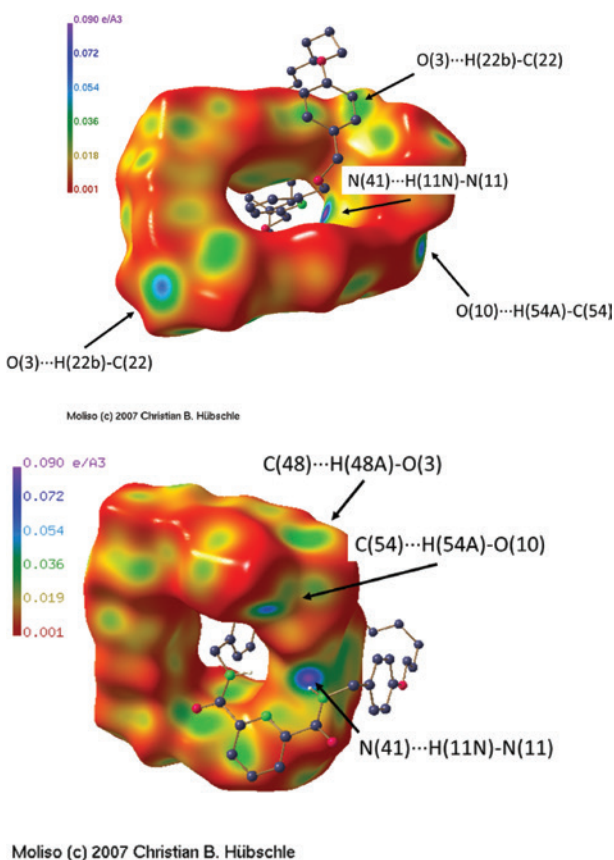 0.090 e/A3
0.072
0.054
0.036
0.018
0.001
O(3)···H(22b)-C(22)
N(41)···H(11N)-N(11)
O(10)···H(54A)-C(54)
O(3)···H(22b)-C(22)
Moliso (c) 2007 Christian B. Hübschle
0.090 e/A3
0.072
0.054
0.036
0.019
0.001
C(48)···H(48A)-O(3)
C(54)···H(54A)-O(10)
N(41)···H(11N)-N(11)
Moliso (c) 2007 Christian B. Hübschle